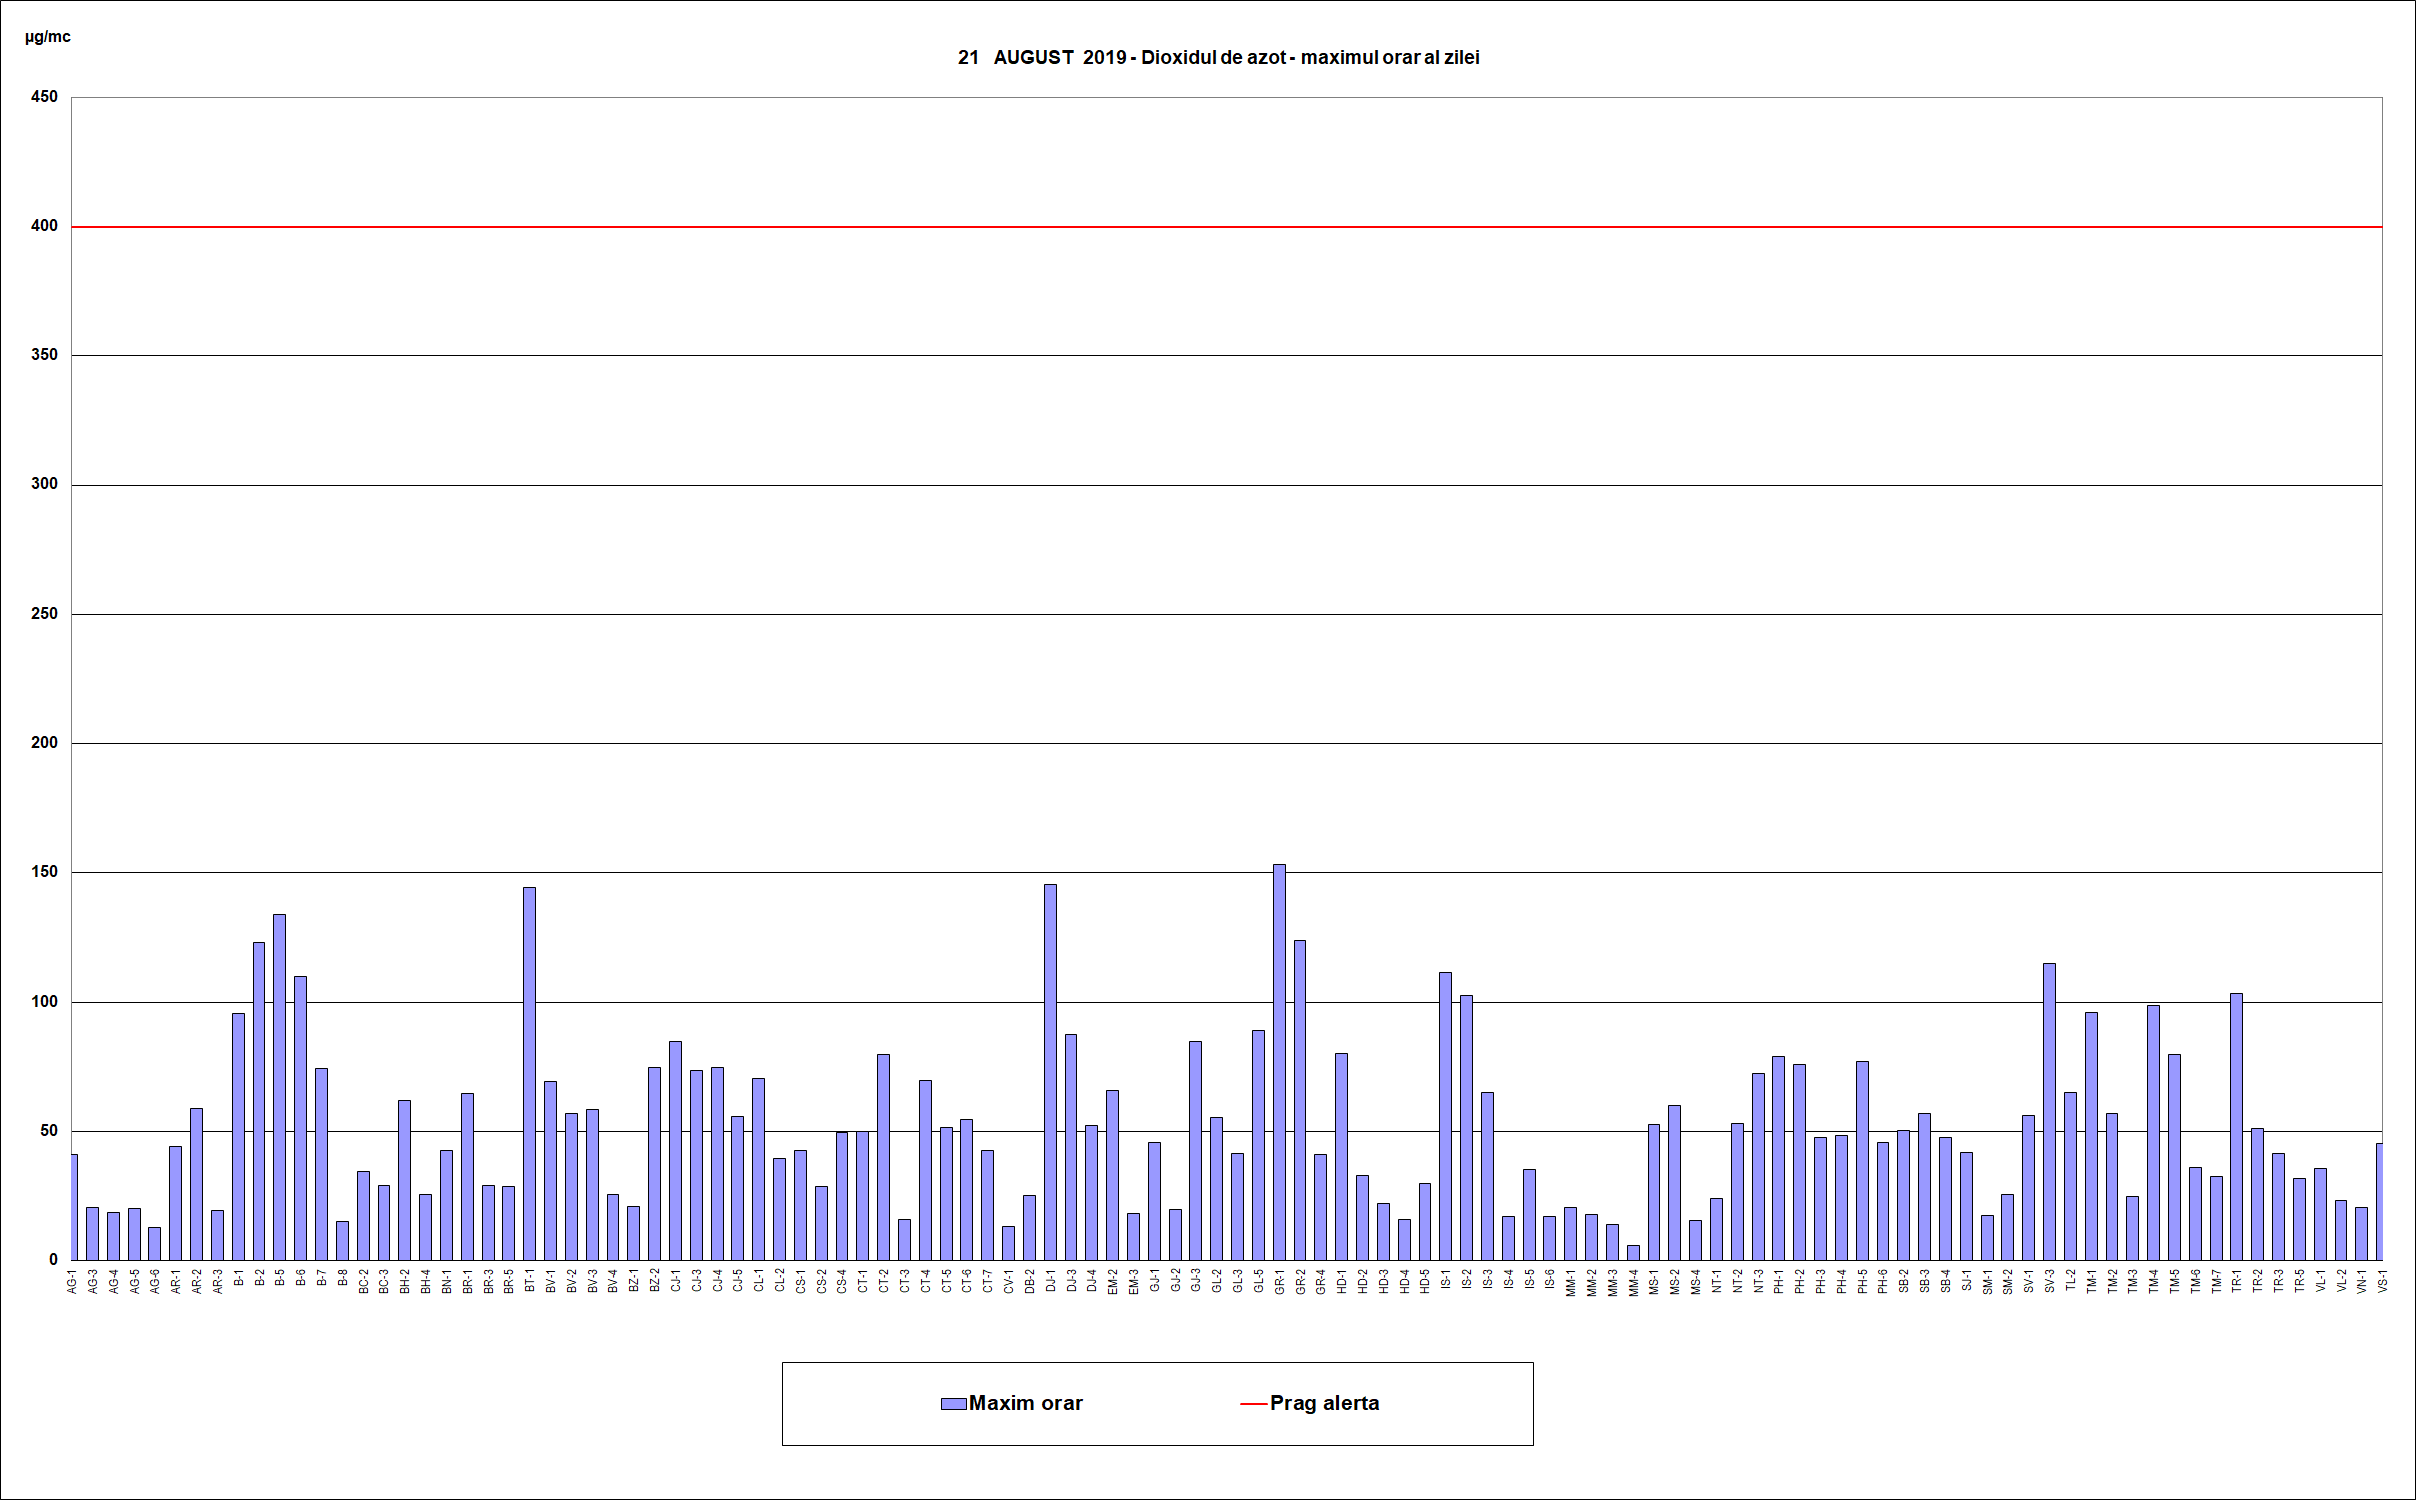 µg/mc
21 AUGUST 2019 - Dioxidul de azot - maximul orar al zilei
450
400
350
300
250
200
150
100
50
0
AG-1 AG-3 AG-4 AG-5 AG-6 AR-1 AR-2 AR-3 B-1 B-2 B-5 B-6 B-7 B-8 BC-2 BC-3 BH-2 BH-4 BN-1 BR-1 BR-3 BR-5 BT-1 BV-1 BV-2 BV-3 BV-4 BZ-1 BZ-2 CJ-1 CJ-3 CJ-4 CJ-5 CL-1 CL-2 CS-1 CS-2 CS-4 CT-1 CT-2 CT-3 CT-4 CT-5 CT-6 CT-7 CV-1 DB-2 DJ-1 DJ-3 DJ-4 EM-2 EM-3 GJ-1 GJ-2 GJ-3 GL-2 GL-3 GL-5 GR-1 GR-2 GR-4 HD-1 HD-2 HD-3 HD-4 HD-5 IS-1 IS-2 IS-3 IS-4 IS-5 IS-6 MM-1 MM-2 MM-3 MM-4 MS-1 MS-2 MS-4 NT-1 NT-2 NT-3 PH-1 PH-2 PH-3 PH-4 PH-5 PH-6 SB-2 SB-3 SB-4 SJ-1 SM-1 SM-2 SV-1 SV-3 TL-2 TM-1 TM-2 TM-3 TM-4 TM-5 TM-6 TM-7 TR-1 TR-2 TR-3 TR-5 VL-1 VL-2 VN-1 VS-1
Maxim orar Prag alerta